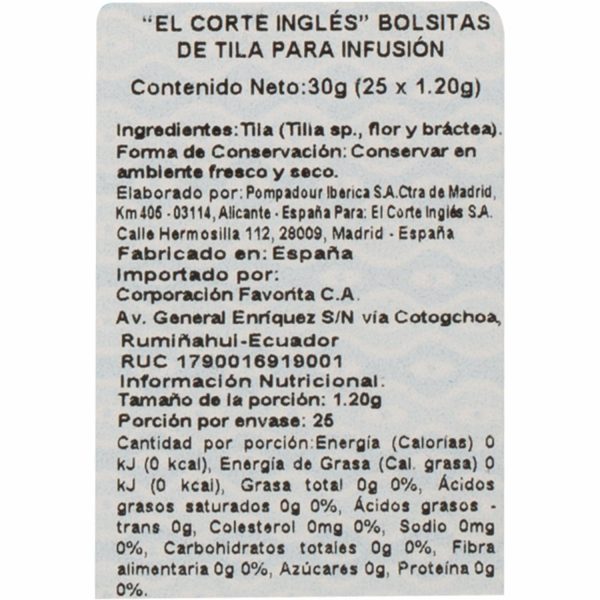 “EL CORTE INGLÉS” BOLSITAS
DE TILA PARA INFUSIÓN
Contenido Neto:30g (25 x 1.20g)
Ingredientes:Tila (Tilia sp., flor y bráctea).
Forma de Conservación: Conservar en
ambiente fresco y seco.
Elaborado por: Pompadour Iberica S.A.Ctra de Madrid,
Km 405 - 03114, Alicante - España Para: El Corte Inglés S.A.
Calle Hermosilla 112, 28009, Madrid - España
Fabricado en: España
Importado por:
Corporación Favorita C.A.
Av. General Enríquez S/N vía Cotogchoa,
Rumiñahui-Ecuador
RUC 1790016919001
Información Nutricional:
Tamaño de la porción: 1.20g
Porción por envase: 25
Cantidad por porción:Energía (Calorías) 0
kJ (0 kcal), Energía de Grasa (Cal. grasa) 0
kJ (0 kcal), Grasa total 0g 0%, Ácidos
grasos saturados 0g 0%, Ácidos grasos -
trans 0g, Colesterol 0mg 0%, Sodio 0mg
0%, Carbohidratos totales 0g 0%, Fibra
alimentaria 0g 0%, Azúcares 0g, Proteína 0g
0%.